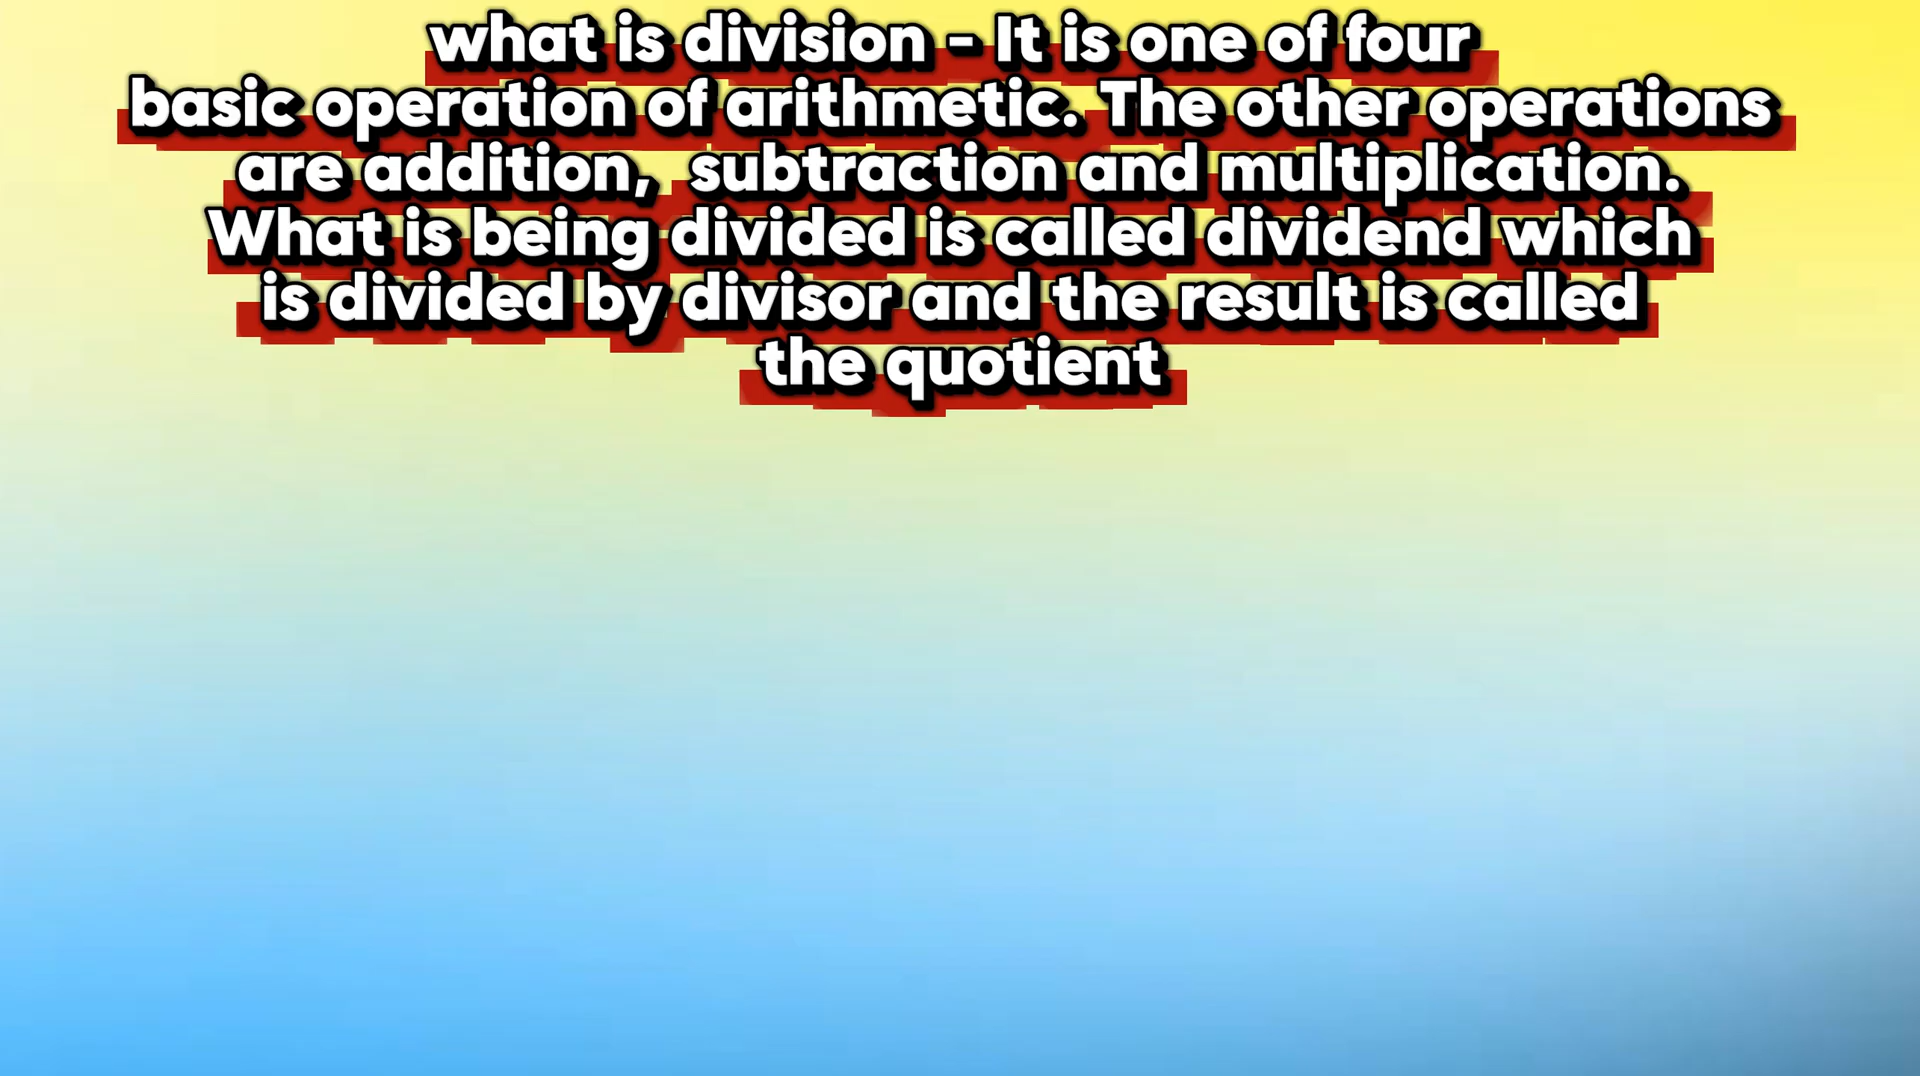 what is division - It is one of four
basic operation of arithmetic. The other operations
are addition, subtraction and multiplication.
What is being divided is called dividend which
is divided by divisor and the result is called
the quotient